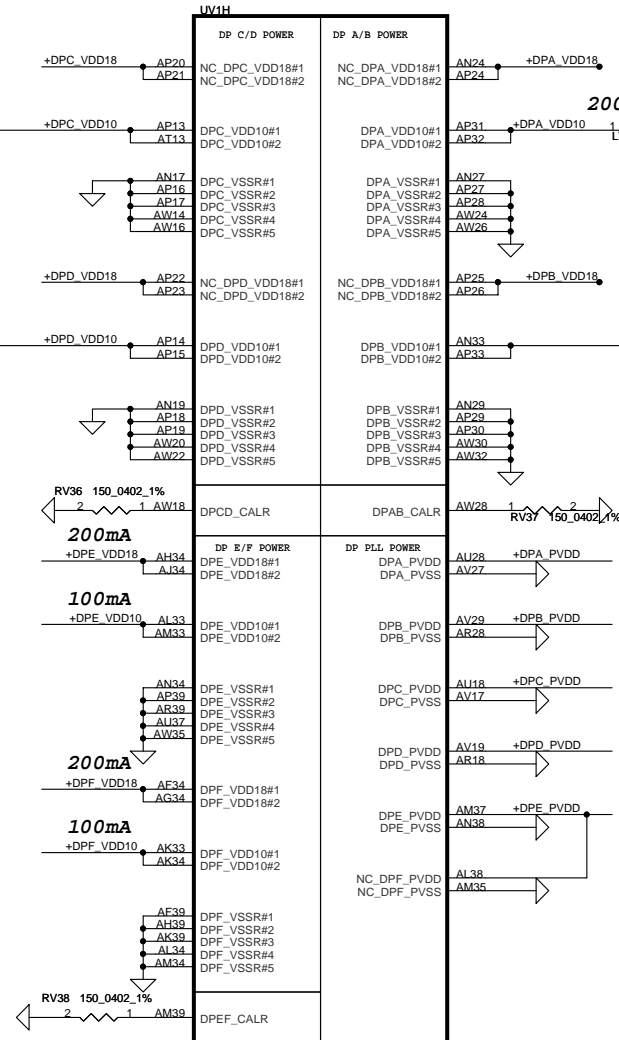 UV1H
DP C/D POWER
DP A/B POWER
+DPC_VDD18 AP20 NC_DPC_VDD18#1
AP21 NC_DPC_VDD18#2
NC_DPA_VDD18#1 AN24 +DPA_VDD18
NC_DPA_VDD18#2 AP24
200
+DPC_VDD10 AP13 DPC_VDD10#1
AT13 DPC_VDD10#2
DPA_VDD10#1 AP31 +DPA_VDD10 1
DPA_VDD10#2 AP32 L
AN17 DPC_VSSR#1
AP16 DPC_VSSR#2
AP17 DPC_VSSR#3
AW14 DPC_VSSR#4
AW16 DPC_VSSR#5
DPA_VSSR#1 AN27
DPA_VSSR#2 AP27
DPA_VSSR#3 AP28
DPA_VSSR#4 AW24
DPA_VSSR#5 AW26
+DPD_VDD18 AP22 NC_DPD_VDD18#1
AP23 NC_DPD_VDD18#2
NC_DPB_VDD18#1 AP25 +DPB_VDD18
NC_DPB_VDD18#2 AP26
+DPD_VDD10 AP14 DPD_VDD10#1
AP15 DPD_VDD10#2
DPB_VDD10#1 AN33
DPB_VDD10#2 AP33
AN19 DPD_VSSR#1
AP18 DPD_VSSR#2
AP19 DPD_VSSR#3
AW20 DPD_VSSR#4
AW22 DPD_VSSR#5
DPB_VSSR#1 AN29
DPB_VSSR#2 AP29
DPB_VSSR#3 AP30
DPB_VSSR#4 AW30
DPB_VSSR#5 AW32
RV36 150_0402_1%
2 1 AW18 DPCD_CALR
DPAB_CALR AW28 1 2
RV37 150_0402_1%
200mA
DP E/F POWER
DP PLL POWER
+DPE_VDD18 AH34 DPE_VDD18#1
AJ34 DPE_VDD18#2
DPA_PVDD AU28 +DPA_PVDD
DPA_PVSS AV27
100mA
+DPE_VDD10 AL33 DPE_VDD10#1
AM33 DPE_VDD10#2
DPB_PVDD AV29 +DPB_PVDD
DPB_PVSS AR28
AN34 DPE_VSSR#1
AP39 DPE_VSSR#2
AR39 DPE_VSSR#3
AU37 DPE_VSSR#4
AW35 DPE_VSSR#5
DPC_PVDD AU18 +DPC_PVDD
DPC_PVSS AV17
DPD_PVDD AV19 +DPD_PVDD
DPD_PVSS AR18
200mA
+DPF_VDD18 AF34 DPF_VDD18#1
AG34 DPF_VDD18#2
DPE_PVDD AM37 +DPE_PVDD
DPE_PVSS AN38
100mA
+DPF_VDD10 AK33 DPF_VDD10#1
AK34 DPF_VDD10#2
NC_DPF_PVDD AL38
NC_DPF_PVSS AM35
AF39 DPF_VSSR#1
AH39 DPF_VSSR#2
AK39 DPF_VSSR#3
AL34 DPF_VSSR#4
AM34 DPF_VSSR#5
RV38 150_0402_1%
2 1 AM39 DPEF_CALR